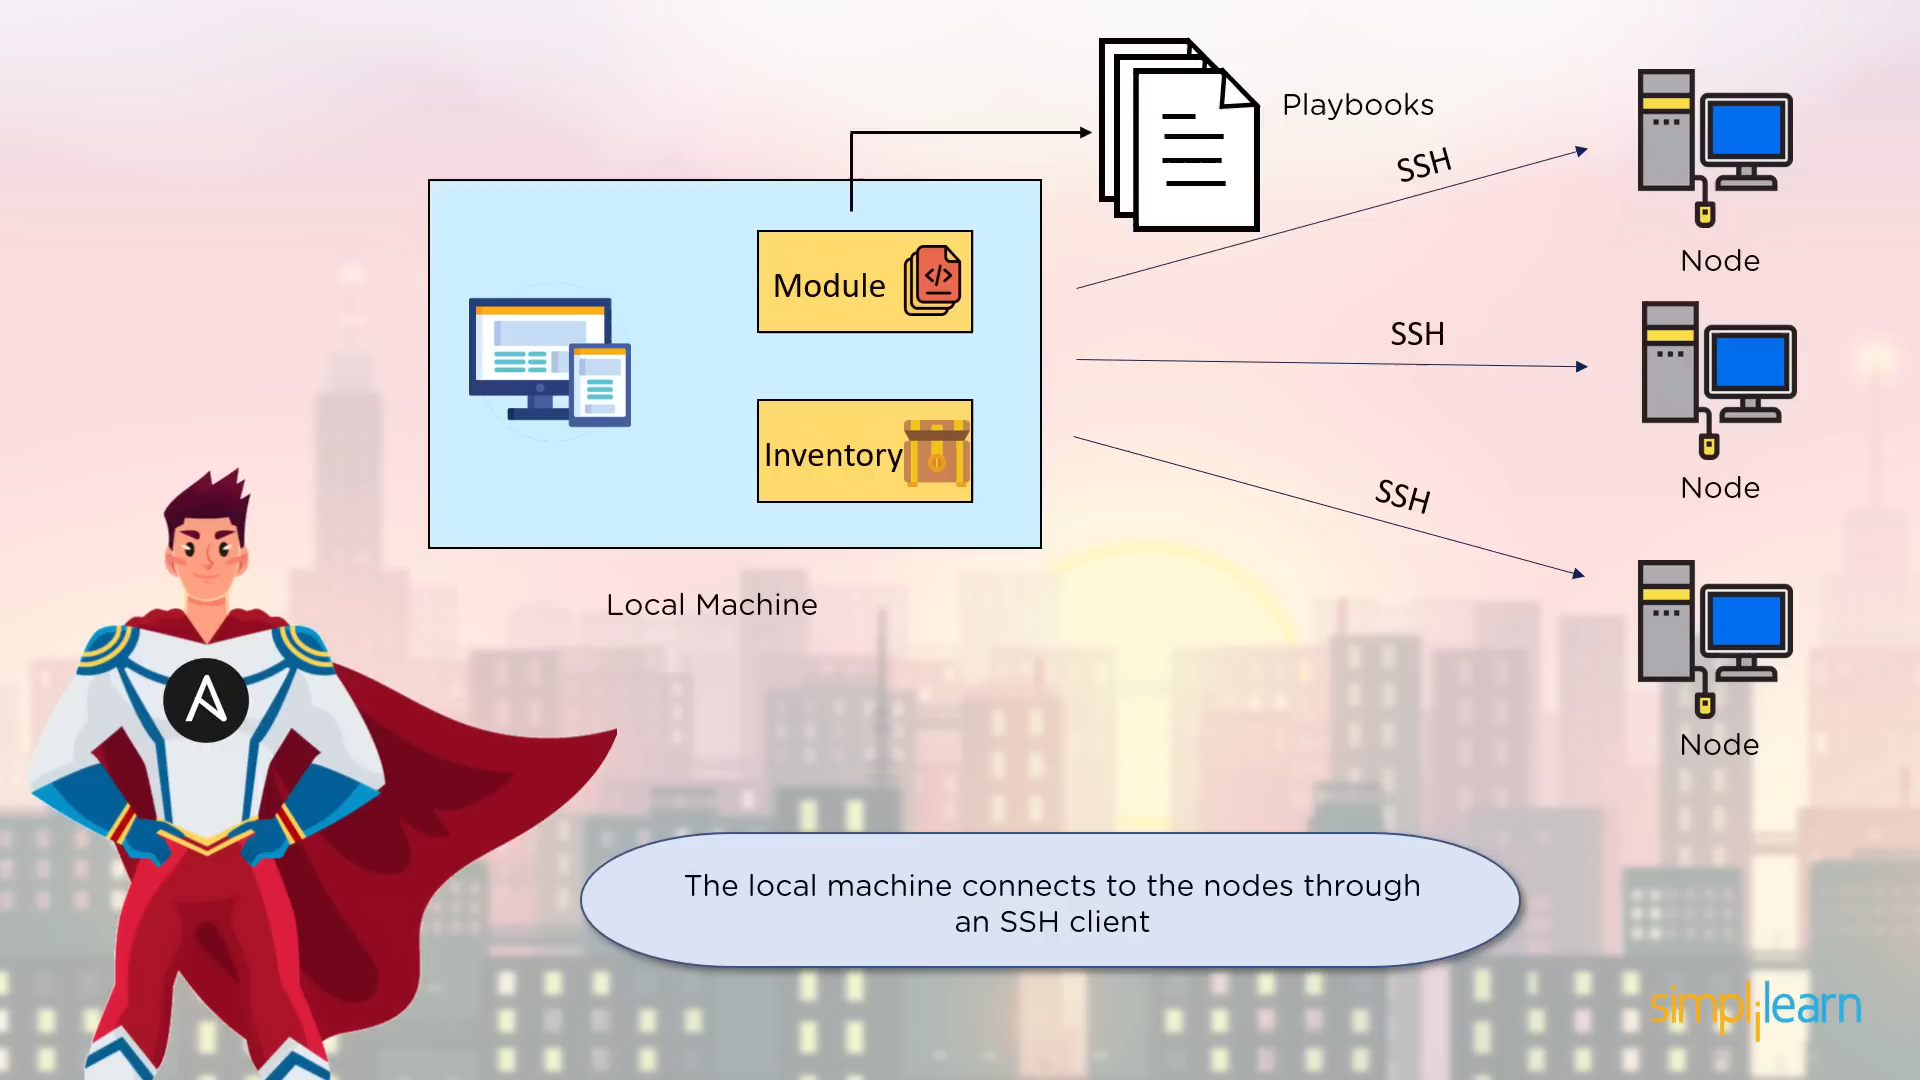 Playbooks
SSH
Node
Module
SSH
Inventory
Node
SSH
Local Machine
Node
The local machine connects to the nodes through
an SSH client
simplilearn